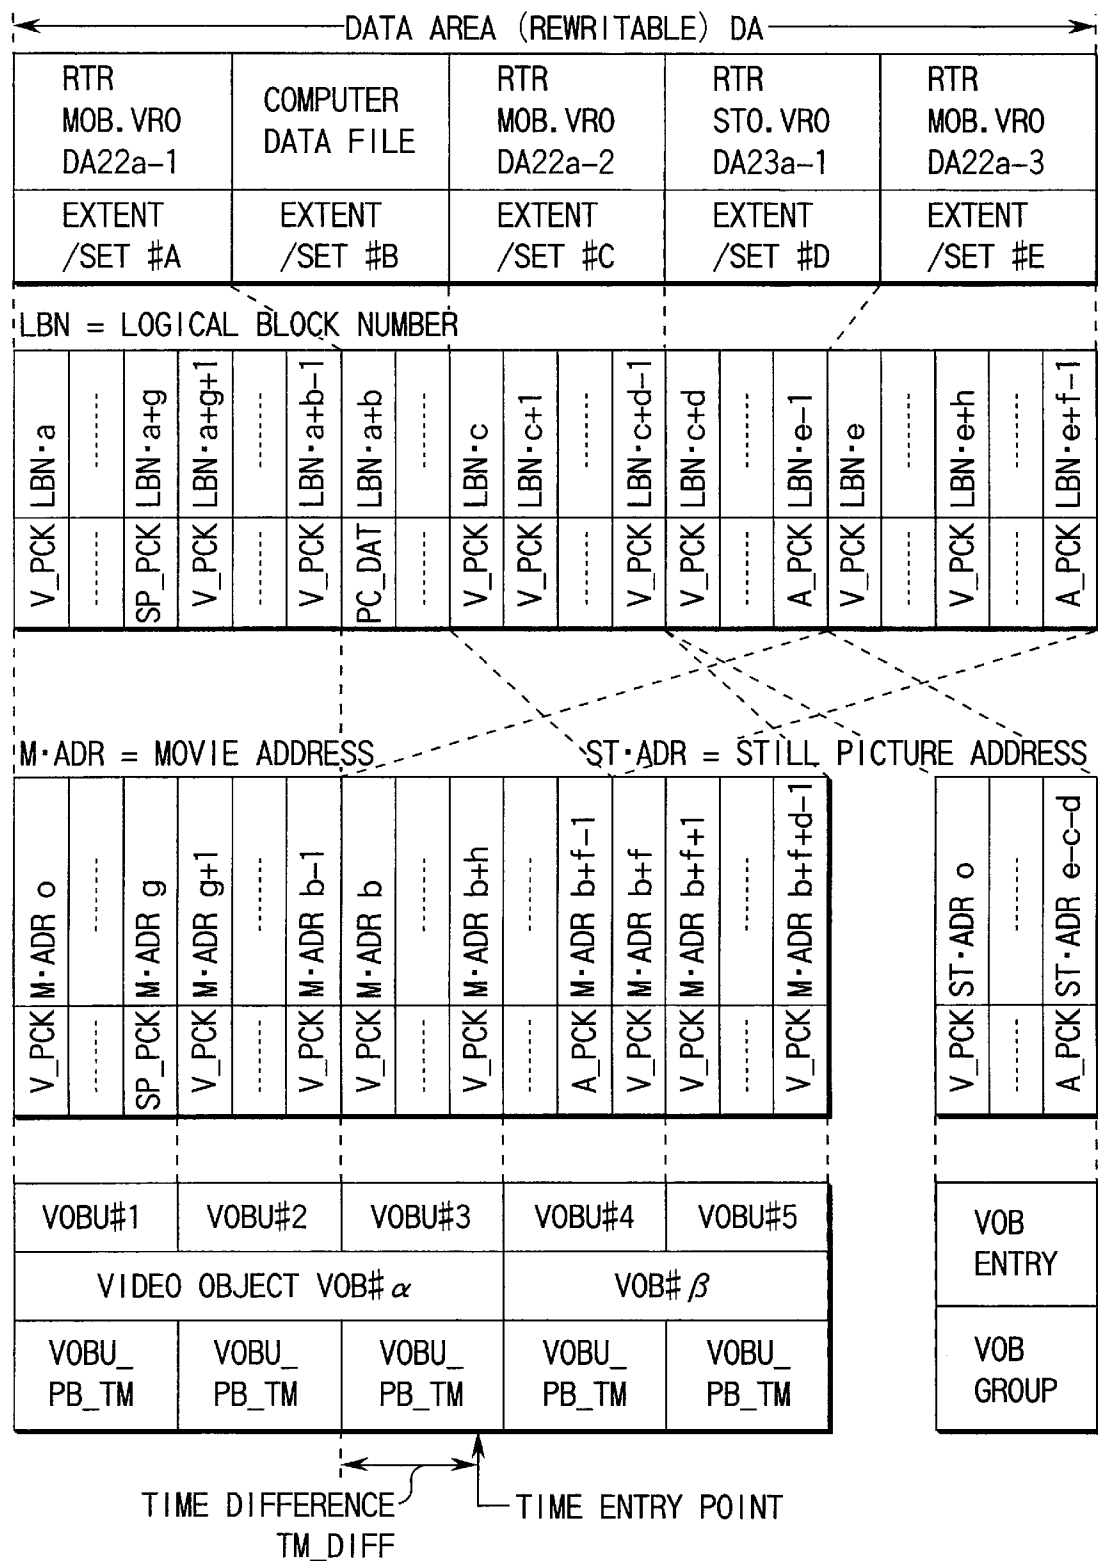 DATA AREA (REWRITABLE) DA
RTR
MOB.VRO
DA22a-1
COMPUTER
DATA FILE
RTR
MOB.VRO
DA22a-2
RTR
STO.VRO
DA23a-1
RTR
MOB.VRO
DA22a-3
EXTENT
/SET #A
EXTENT
/SET #B
EXTENT
/SET #C
EXTENT
/SET #D
EXTENT
/SET #E
LBN = LOGICAL BLOCK NUMBER
V_PCK LBN·a
SP_PCK LBN·a+g
V_PCK LBN·a+g+1
V_PCK LBN·a+b-1
PC_DAT LBN·a+b
V_PCK LBN·c
V_PCK LBN·c+1
V_PCK LBN·c+d-1
V_PCK LBN·c+d
A_PCK LBN·e-1
V_PCK LBN·e
V_PCK LBN·e+h
A_PCK LBN·e+f-1
M·ADR = MOVIE ADDRESS
ST·ADR = STILL PICTURE ADDRESS
V_PCK M·ADR o
SP_PCK M·ADR g
V_PCK M·ADR g+1
V_PCK M·ADR b-1
V_PCK M·ADR b
V_PCK M·ADR b+h
A_PCK M·ADR b+f-1
V_PCK M·ADR b+f
V_PCK M·ADR b+f+1
V_PCK M·ADR b+f+d-1
V_PCK ST·ADR o
A_PCK ST·ADR e-c-d
VOBU#1
VOBU#2
VOBU#3
VOBU#4
VOBU#5
VOB
ENTRY
VIDEO OBJECT VOB#α
VOB#β
VOBU_
PB_TM
VOBU_
PB_TM
VOBU_
PB_TM
VOBU_
PB_TM
VOBU_
PB_TM
VOB
GROUP
TIME DIFFERENCE
TM_DIFF
TIME ENTRY POINT